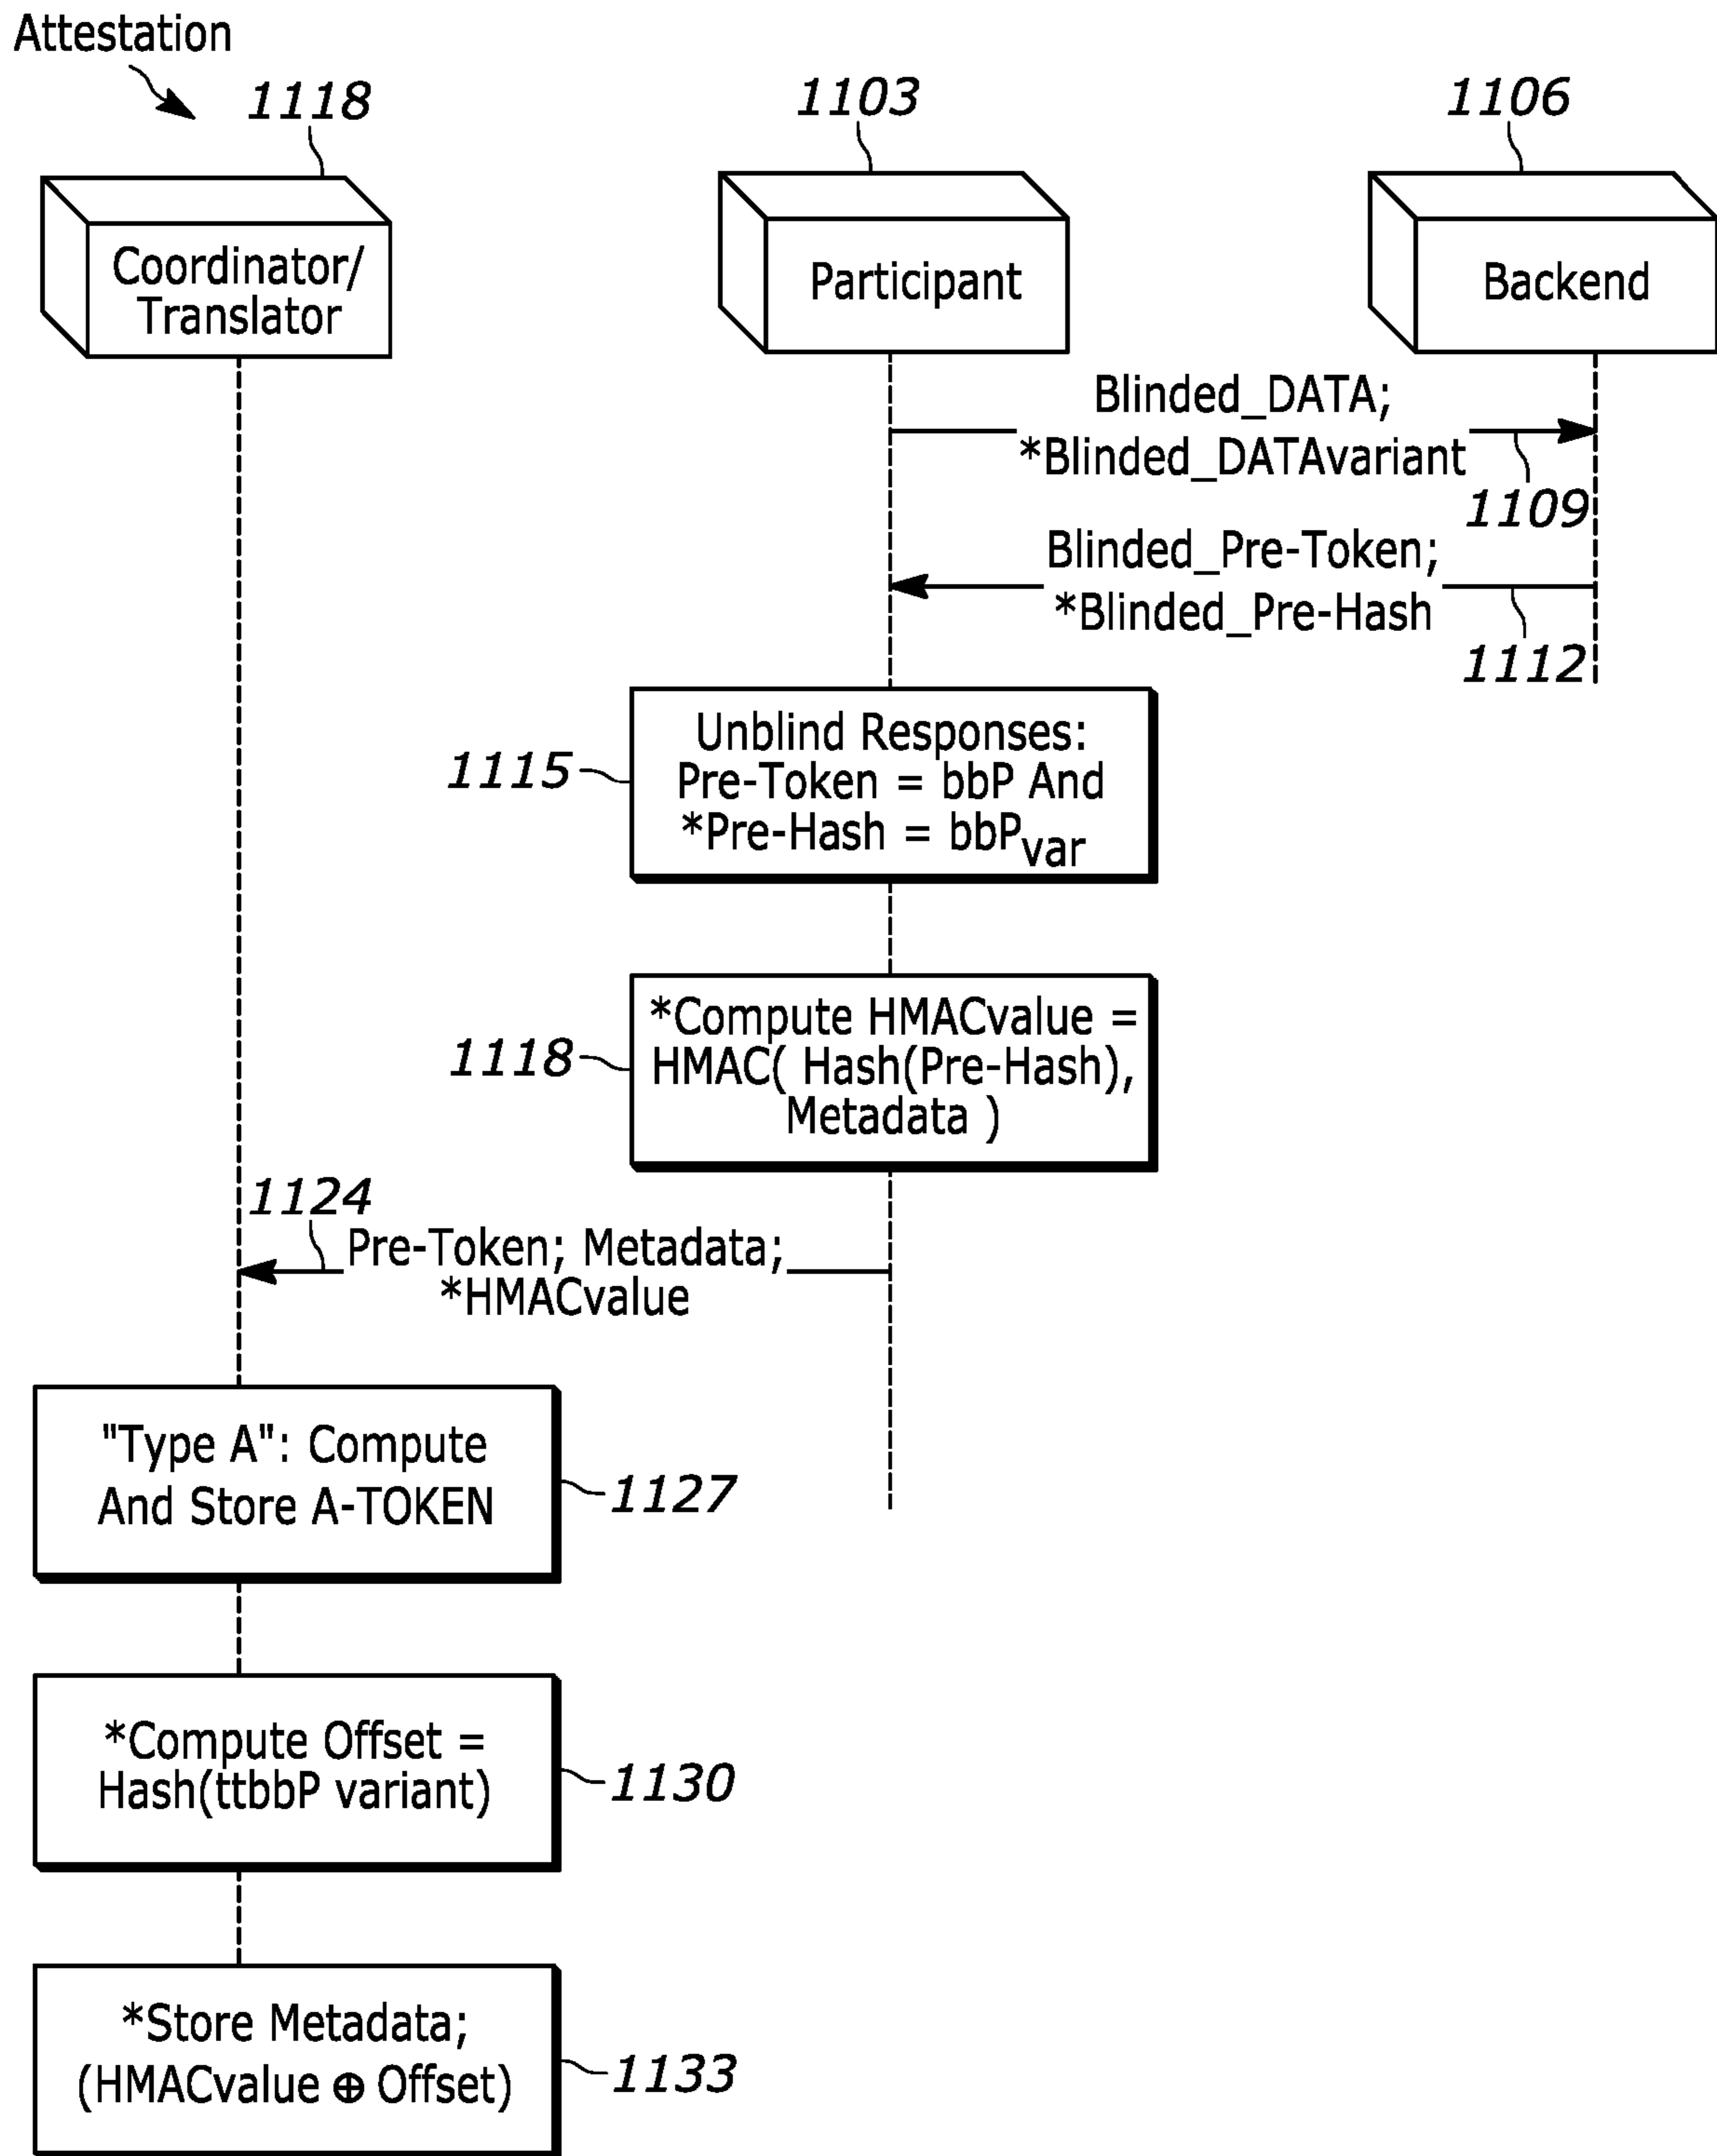 Attestation
1118
1103
1106
Coordinator/
Translator
Participant
Backend
Blinded_DATA;
*Blinded_DATAvariant
1109
Blinded_Pre-Token;
*Blinded_Pre-Hash
1112
Unblind Responses:
Pre-Token = bbP And
*Pre-Hash = bbPvar
1115
*Compute HMACvalue =
HMAC( Hash(Pre-Hash),
Metadata )
1118
1124
Pre-Token; Metadata;
*HMACvalue
"Type A": Compute
And Store A-TOKEN
1127
*Compute Offset =
Hash(ttbbP variant)
1130
*Store Metadata;
(HMACvalue ⊕ Offset)
1133